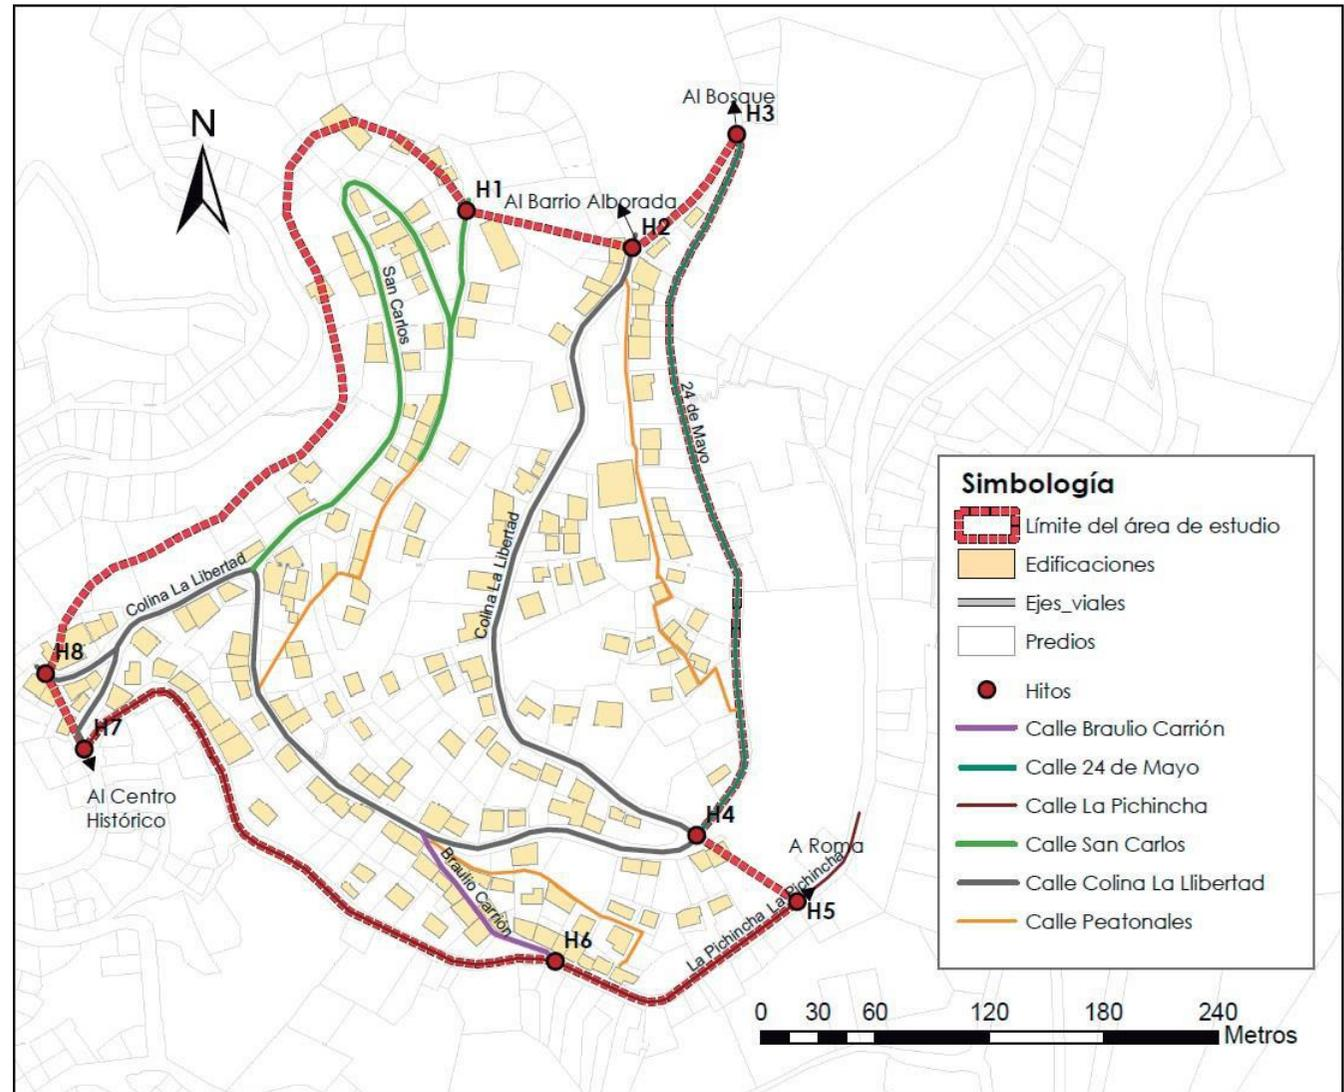 Al Bosque
H3
N
H1
Al Barrio Alborada
H2
San Carlos
24 de Mayo
Colina La Libertad
Colina La Libertad
H8
H7
Al Centro
Histórico
H4
A Roma
Braulio Carrión
La Pichincha La Pichincha
H5
H6
Simbología
Límite del área de estudio
Edificaciones
Ejes_viales
Predios
Hitos
Calle Braulio Carrión
Calle 24 de Mayo
Calle La Pichincha
Calle San Carlos
Calle Colina La Llibertad
Calle Peatonales
0 30 60 120 180 240
Metros